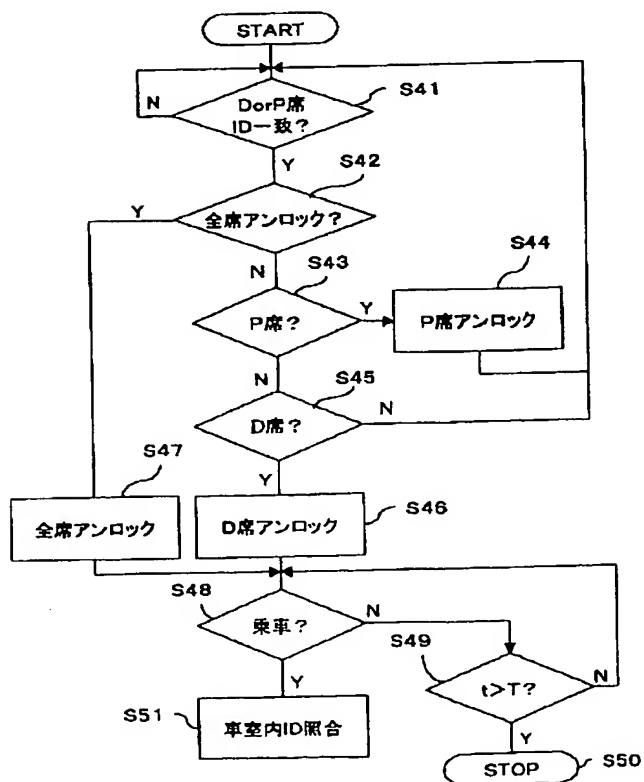 START
S41
N
DorP席
ID一致?
Y
S42
Y
全席アンロック?
N
S43
S44
P席?
Y
P席アンロック
N
S45
D席?
N
S47
Y
全席アンロック
D席アンロック
S46
S48
乗車?
N
S49
t>T?
N
Y
S51
車室内ID照合
Y
STOP
S50